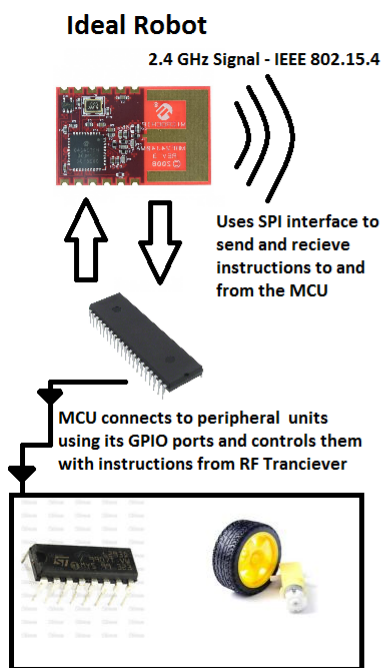 Ideal Robot
2.4 GHz Signal - IEEE 802.15.4
Uses SPI interface to
send and recieve
instructions to and
from the MCU
MCU connects to peripheral units
using its GPIO ports and controls them
with instructions from RF Tranciever